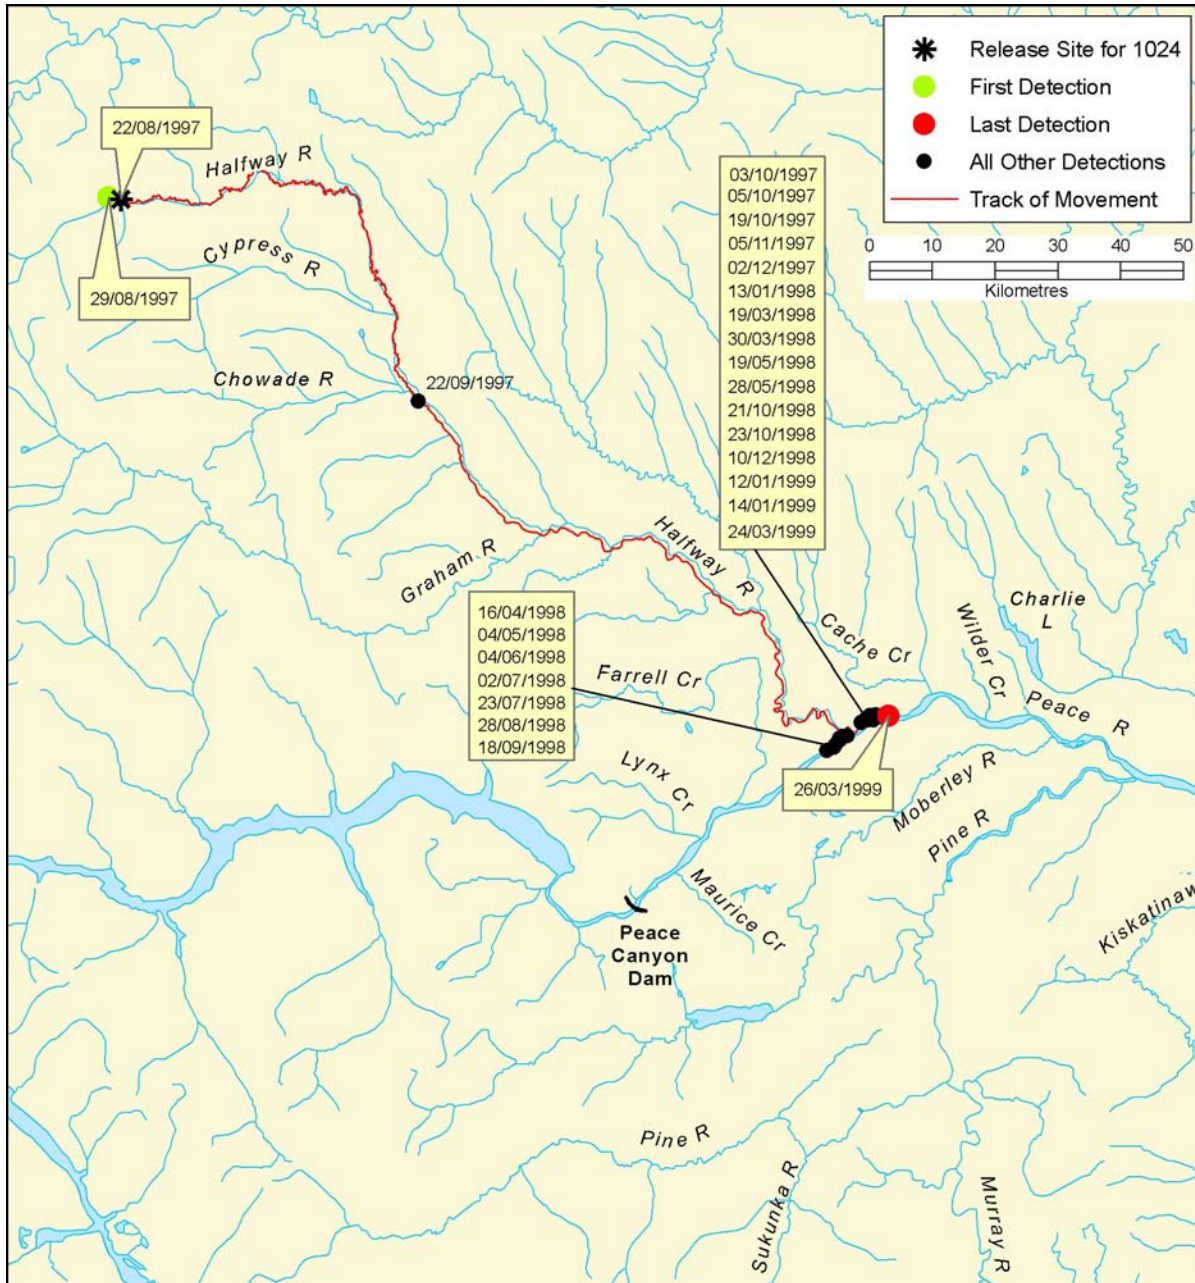 Release Site for 1024
First Detection
Last Detection
All Other Detections
Track of Movement
0 10 20 30 40 50
Kilometres
22/08/1997
Halfway R
29/08/1997
Cypress R
Chowade R
22/09/1997
03/10/1997
05/10/1997
19/10/1997
05/11/1997
02/12/1997
13/01/1998
19/03/1998
30/03/1998
19/05/1998
28/05/1998
21/10/1998
23/10/1998
10/12/1998
12/01/1999
14/01/1999
24/03/1999
Graham R
Halfway R
16/04/1998
04/05/1998
04/06/1998
02/07/1998
23/07/1998
28/08/1998
18/09/1998
Farrell Cr
Cache Cr
Wilder Cr
Charlie
L
Peace R
Lynx Cr
26/03/1999
Moberley R
Pine R
Maurice Cr
Peace
Canyon
Dam
Kiskatinaw
Pine R
Sukunka R
Murray R